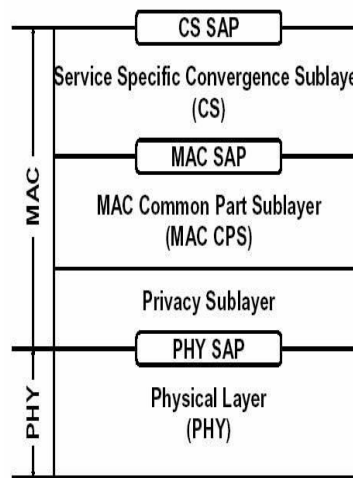 CS SAP
Service Specific Convergence Sublaye
(CS)
MAC SAP
MAC Common Part Sublayer
(MAC CPS)
Privacy Sublayer
PHY SAP
Physical Layer
(PHY)
MAC
PHY